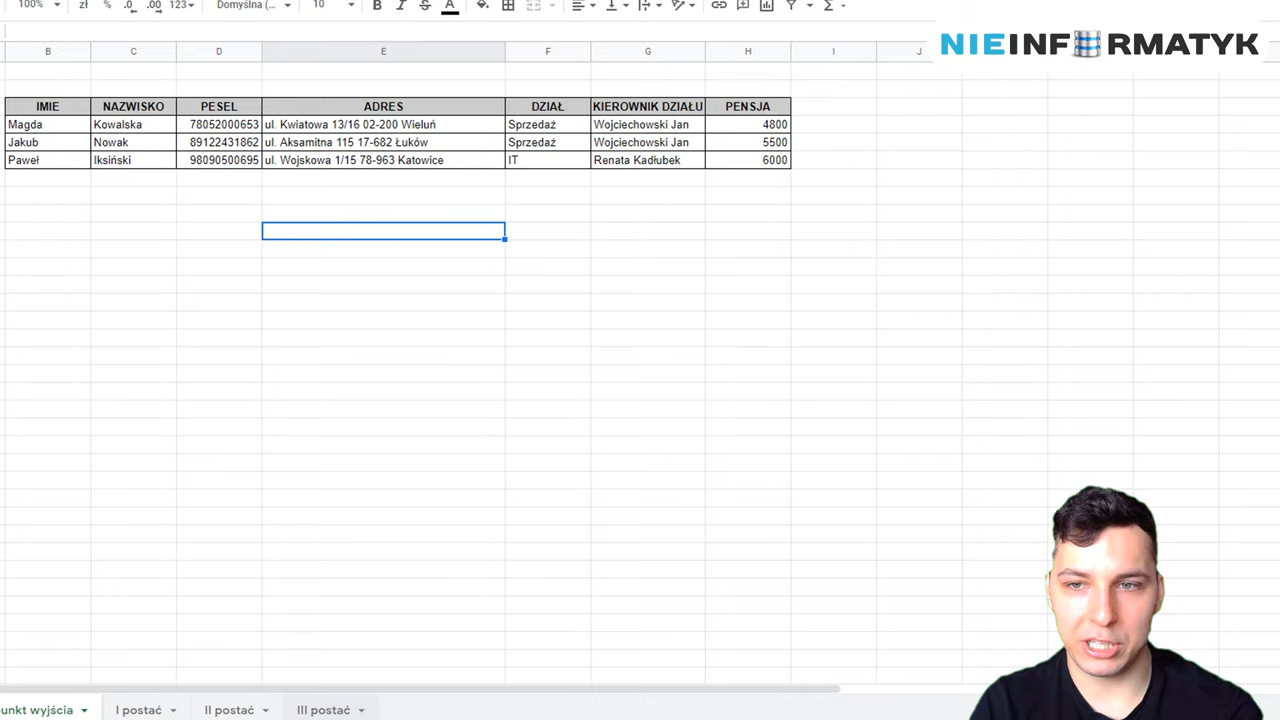 100% zł % .0 .00 123 Domyślna (... 10 B I S A
NIEINFORMATYK
B C D E F G H I J
IMIE NAZWISKO PESEL ADRES DZIAŁ KIEROWNIK DZIAŁU PENSJA
Magda Kowalska 78052000653 ul. Kwiatowa 13/16 02-200 Wieluń Sprzedaż Wojciechowski Jan 4800
Jakub Nowak 89122431862 ul. Aksamitna 115 17-682 Łuków Sprzedaż Wojciechowski Jan 5500
Paweł Iksiński 98090500695 ul. Wojskowa 1/15 78-963 Katowice IT Renata Kadłubek 6000
unkt wyjścia I postać II postać III postać